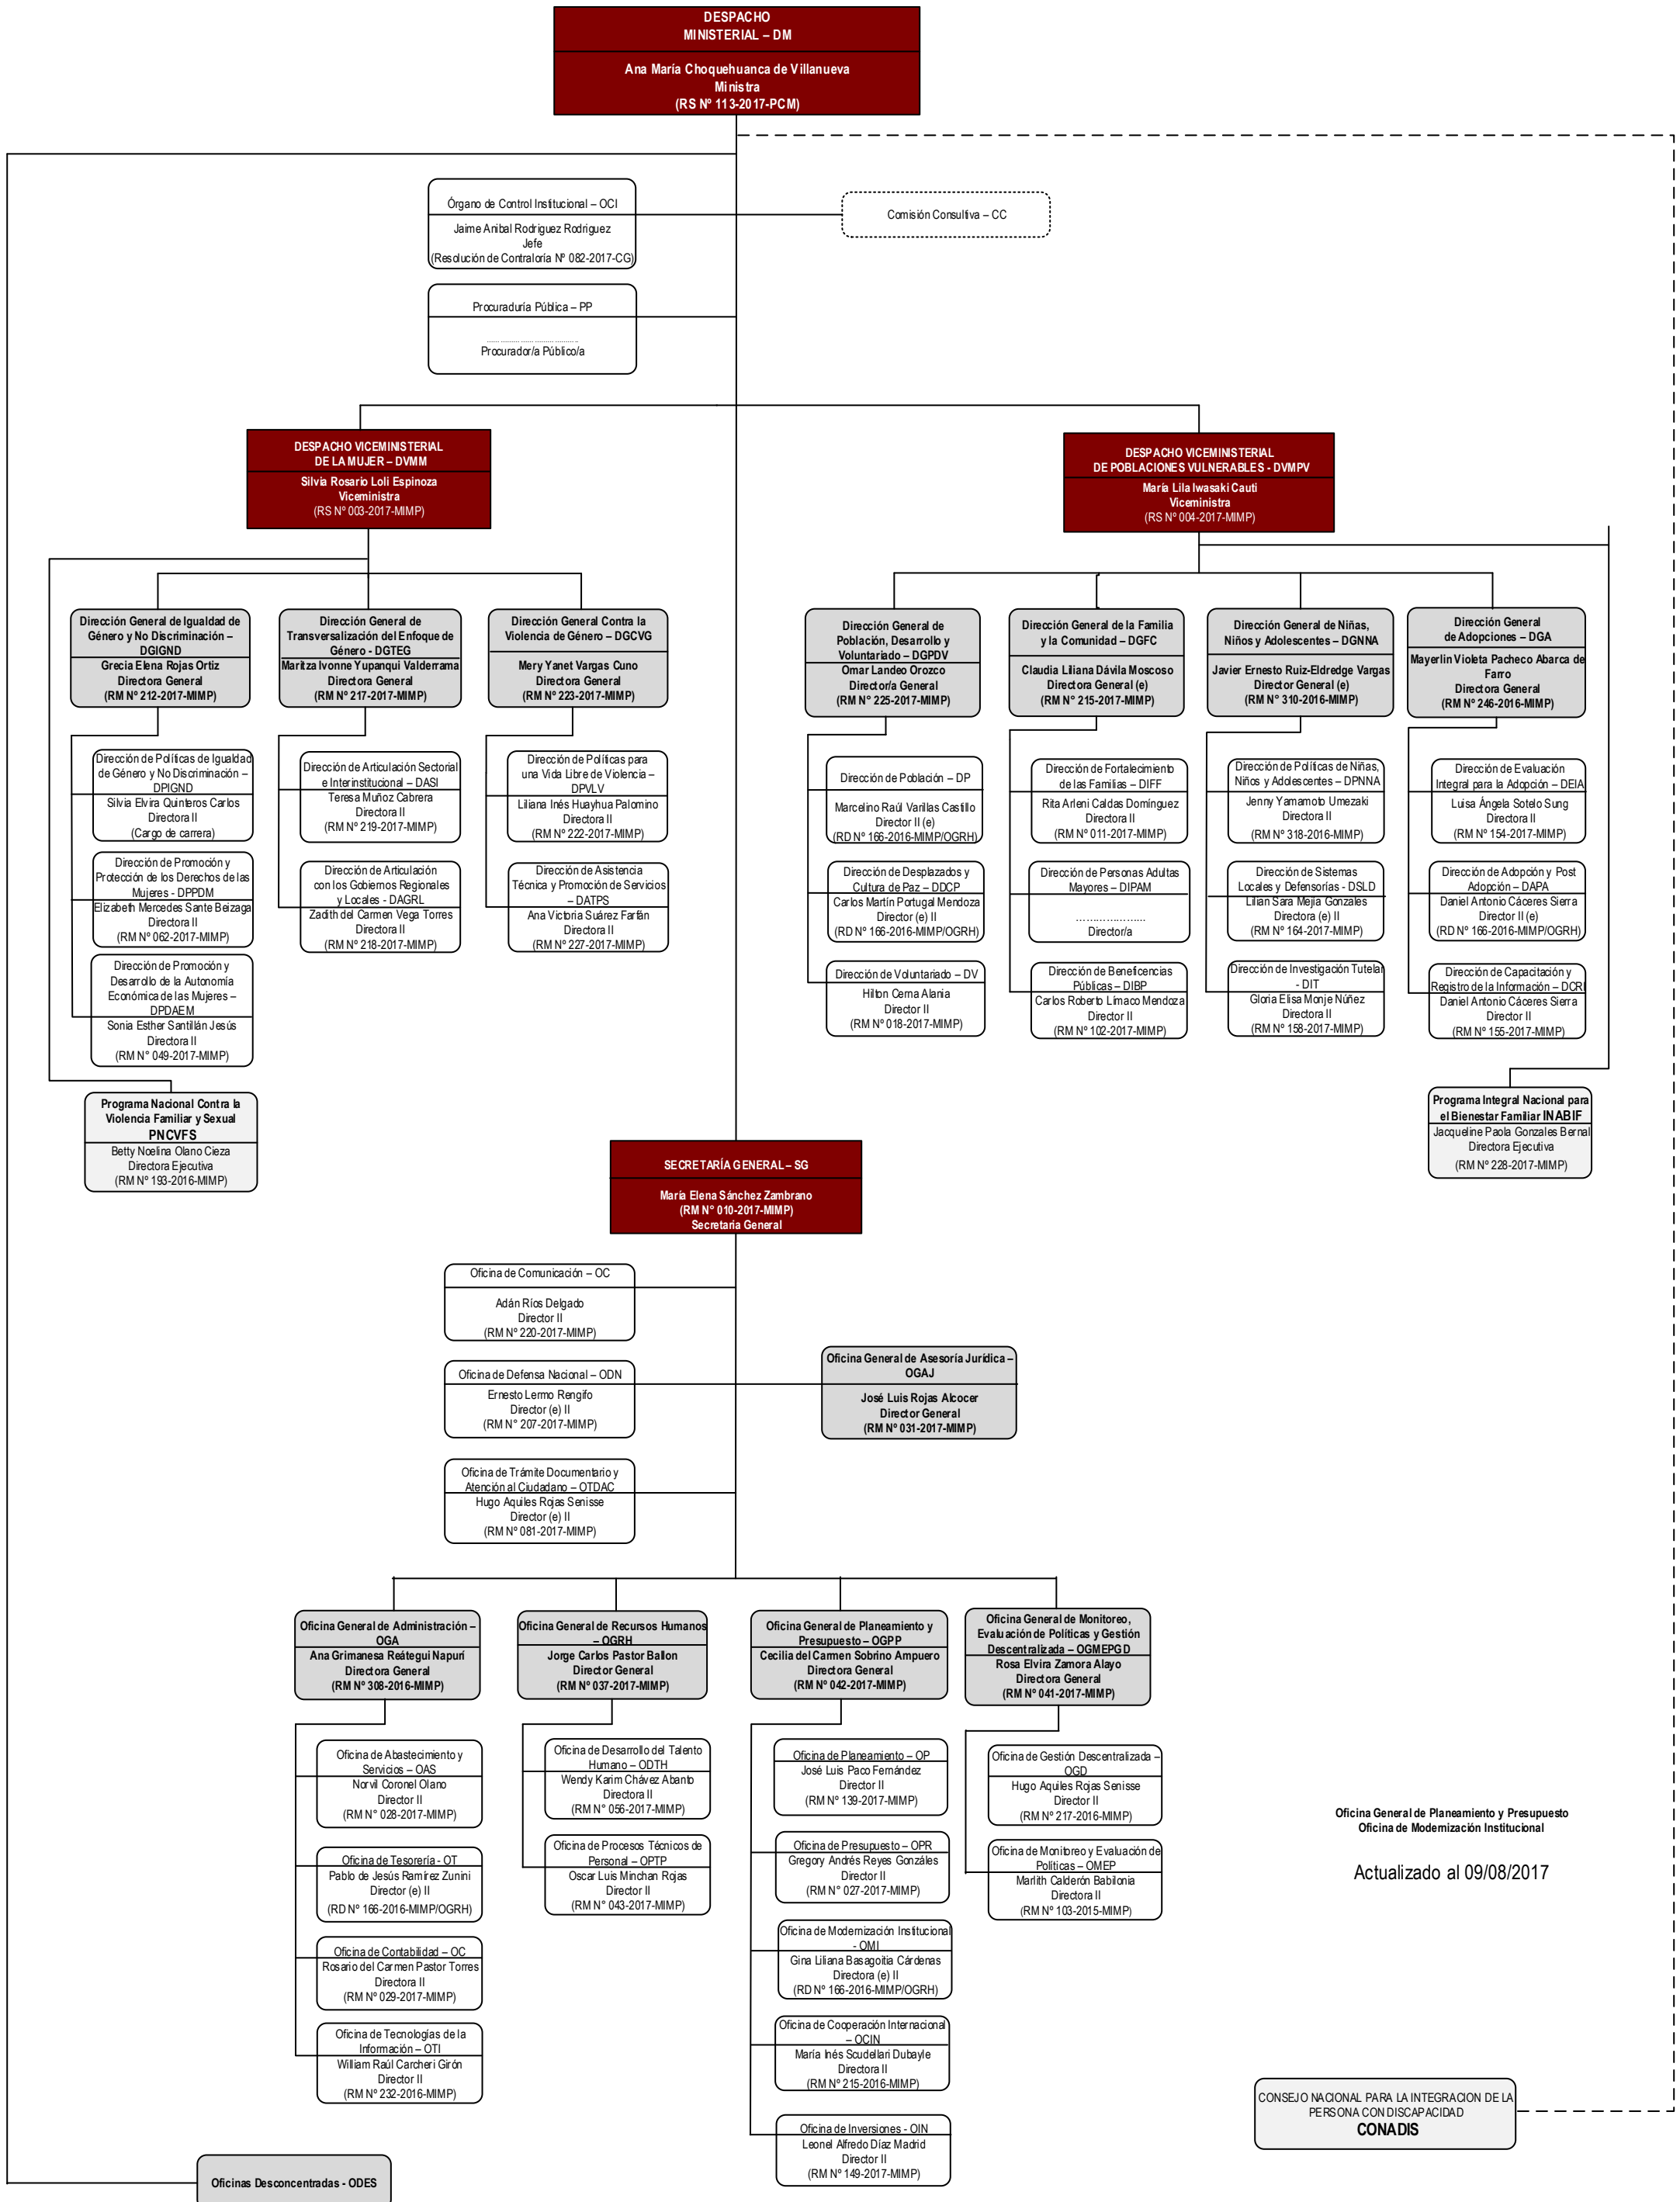 DESPACHO
MINISTERIAL – DM
Ana María Choquehuanca de Villanueva
Ministra
(RS Nº 113-2017-PCM)
Órgano de Control Institucional – OCI
Jaime Anibal Rodriguez Rodriguez
Jefe
(Resolución de Contraloría Nº 082-2017-CG)
Comisión Consultiva – CC
Procuraduría Pública – PP
........................................
Procurador/a Público/a
DESPACHO VICEMINISTERIAL
DE LA MUJER – DVMM
Silvia Rosario Loli Espinoza
Viceministra
(RS Nº 003-2017-MIMP)
DESPACHO VICEMINISTERIAL
DE POBLACIONES VULNERABLES - DVMPV
María Lila Iwasaki Cauti
Viceministra
(RS Nº 004-2017-MIMP)
Dirección General de Igualdad de
Género y No Discriminación –
DGIGND
Grecia Elena Rojas Ortiz
Directora General
(RM Nº 212-2017-MIMP)
Dirección General de
Transversalización del Enfoque de
Género - DGTEG
Maritza Ivonne Yupanqui Valderrama
Directora General
(RM Nº 217-2017-MIMP)
Dirección General Contra la
Violencia de Género – DGCVG
Mery Yanet Vargas Cuno
Directora General
(RM Nº 223-2017-MIMP)
Dirección General de
Población, Desarrollo y
Voluntariado – DGPDV
Omar Landeo Orozco
Director/a General
(RM N° 225-2017-MIMP)
Dirección General de la Familia
y la Comunidad – DGFC
Claudia Liliana Dávila Moscoso
Directora General (e)
(RM N° 215-2017-MIMP)
Dirección General de Niñas,
Niños y Adolescentes – DGNNA
Javier Ernesto Ruiz-Eldredge Vargas
Director General (e)
(RM N° 310-2016-MIMP)
Dirección General
de Adopciones – DGA
Mayerlin Violeta Pacheco Abarca de
Farro
Directora General
(RM Nº 246-2016-MIMP)
Dirección de Políticas de Igualdad
de Género y No Discriminación –
DPIGND
Silvia Elvira Quinteros Carlos
Directora II
(Cargo de carrera)
Dirección de Promoción y
Protección de los Derechos de las
Mujeres - DPPDM
Elizabeth Mercedes Sante Beizaga
Directora II
(RM Nº 062-2017-MIMP)
Dirección de Promoción y
Desarrollo de la Autonomía
Económica de las Mujeres –
DPDAEM
Sonia Esther Santillán Jesús
Directora II
(RM N° 049-2017-MIMP)
Dirección de Articulación Sectorial
e Interinstitucional – DASI
Teresa Muñoz Cabrera
Directora II
(RM Nº 219-2017-MIMP)
Dirección de Articulación
con los Gobiernos Regionales
y Locales - DAGRL
Zadith del Carmen Vega Torres
Directora II
(RM Nº 218-2017-MIMP)
Dirección de Políticas para
una Vida Libre de Violencia –
DPVLV
Liliana Inés Huayhua Palomino
Directora II
(RM N° 222-2017-MIMP)
Dirección de Asistencia
Técnica y Promoción de Servicios
– DATPS
Ana Victoria Suárez Farfán
Directora II
(RM Nº 227-2017-MIMP)
Dirección de Población – DP
Marcelino Raúl Varillas Castillo
Director II (e)
(RD Nº 166-2016-MIMP/OGRH)
Dirección de Desplazados y
Cultura de Paz – DDCP
Carlos Martín Portugal Mendoza
Director (e) II
(RD Nº 166-2016-MIMP/OGRH)
Dirección de Voluntariado – DV
Hilton Cerna Alania
Director II
(RM Nº 018-2017-MIMP)
Dirección de Fortalecimiento
de las Familias – DIFF
Rita Arleni Caldas Domínguez
Directora II
(RM N° 011-2017-MIMP)
Dirección de Personas Adultas
Mayores – DIPAM
......................
Director/a
Dirección de Beneficencias
Públicas – DIBP
Carlos Roberto Límaco Mendoza
Director II
(RM N° 102-2017-MIMP)
Dirección de Políticas de Niñas,
Niños y Adolescentes – DPNNA
Jenny Yamamoto Umezaki
Directora II
(RM Nº 318-2016-MIMP)
Dirección de Sistemas
Locales y Defensorías - DSLD
Lilian Sara Mejia Gonzales
Directora (e) II
(RM N° 164-2017-MIMP)
Dirección de Investigación Tutelar
- DIT
Gloria Elisa Monje Núñez
Directora II
(RM Nº 158-2017-MIMP)
Dirección de Evaluación
Integral para la Adopción – DEIA
Luisa Ángela Sotelo Sung
Directora II
(RM Nº 154-2017-MIMP)
Dirección de Adopción y Post
Adopción – DAPA
Daniel Antonio Cáceres Sierra
Director II (e)
(RD Nº 166-2016-MIMP/OGRH)
Dirección de Capacitación y
Registro de la Información – DCRI
Daniel Antonio Cáceres Sierra
Director II
(RM Nº 155-2017-MIMP)
Programa Nacional Contra la
Violencia Familiar y Sexual
PNCVFS
Betty Noelina Olano Cieza
Directora Ejecutiva
(RM N° 193-2016-MIMP)
Programa Integral Nacional para
el Bienestar Familiar INABIF
Jacqueline Paola Gonzales Bernal
Directora Ejecutiva
(RM Nº 228-2017-MIMP)
SECRETARÍA GENERAL – SG
María Elena Sánchez Zambrano
(RM N° 010-2017-MIMP)
Secretaria General
Oficina de Comunicación – OC
Adán Ríos Delgado
Director II
(RM Nº 220-2017-MIMP)
Oficina de Defensa Nacional – ODN
Ernesto Lermo Rengifo
Director (e) II
(RM N° 207-2017-MIMP)
Oficina General de Asesoría Jurídica –
OGAJ
José Luis Rojas Alcocer
Director General
(RM Nº 031-2017-MIMP)
Oficina de Trámite Documentario y
Atención al Ciudadano – OTDAC
Hugo Aquiles Rojas Senisse
Director (e) II
(RM Nº 081-2017-MIMP)
Oficina General de Administración –
OGA
Ana Grimanesa Reátegui Napurí
Directora General
(RM Nº 308-2016-MIMP)
Oficina General de Recursos Humanos
– OGRH
Jorge Carlos Pastor Ballon
Director General
(RM Nº 037-2017-MIMP)
Oficina General de Planeamiento y
Presupuesto – OGPP
Cecilia del Carmen Sobrino Ampuero
Directora General
(RM Nº 042-2017-MIMP)
Oficina General de Monitoreo,
Evaluación de Políticas y Gestión
Descentralizada – OGMEPGD
Rosa Elvira Zamora Alayo
Directora General
(RM Nº 041-2017-MIMP)
Oficina de Abastecimiento y
Servicios – OAS
Norvil Coronel Olano
Director II
(RM Nº 028-2017-MIMP)
Oficina de Tesorería - OT
Pablo de Jesús Ramírez Zunini
Director (e) II
(RD Nº 166-2016-MIMP/OGRH)
Oficina de Contabilidad – OC
Rosario del Carmen Pastor Torres
Directora II
(RM Nº 029-2017-MIMP)
Oficina de Tecnologías de la
Información – OTI
William Raúl Carcheri Girón
Director II
(RM Nº 232-2016-MIMP)
Oficina de Desarrollo del Talento
Humano – ODTH
Wendy Karim Chávez Abanto
Directora II
(RM N° 056-2017-MIMP)
Oficina de Procesos Técnicos de
Personal – OPTP
Oscar Luis Minchan Rojas
Director II
(RM N° 043-2017-MIMP)
Oficina de Planeamiento – OP
José Luis Paco Fernández
Director II
(RM Nº 139-2017-MIMP)
Oficina de Presupuesto – OPR
Gregory Andrés Reyes Gonzáles
Director II
(RM N° 027-2017-MIMP)
Oficina de Modernización Institucional
- OMI
Gina Liliana Basagoitia Cárdenas
Directora (e) II
(RD Nº 166-2016-MIMP/OGRH)
Oficina de Cooperación Internacional
– OCIN
María Inés Scudellari Dubayle
Directora II
(RM Nº 215-2016-MIMP)
Oficina de Inversiones - OIN
Leonel Alfredo Díaz Madrid
Director II
(RM Nº 149-2017-MIMP)
Oficina de Gestión Descentralizada –
OGD
Hugo Aquiles Rojas Senisse
Director II
(RM Nº 217-2016-MIMP)
Oficina de Monitoreo y Evaluación de
Políticas – OMEP
Marlith Calderón Babilonia
Directora II
(RM Nº 103-2015-MIMP)
Oficina General de Planeamiento y Presupuesto
Oficina de Modernización Institucional
Actualizado al 09/08/2017
CONSEJO NACIONAL PARA LA INTEGRACION DE LA
PERSONA CON DISCAPACIDAD
CONADIS
Oficinas Desconcentradas - ODES